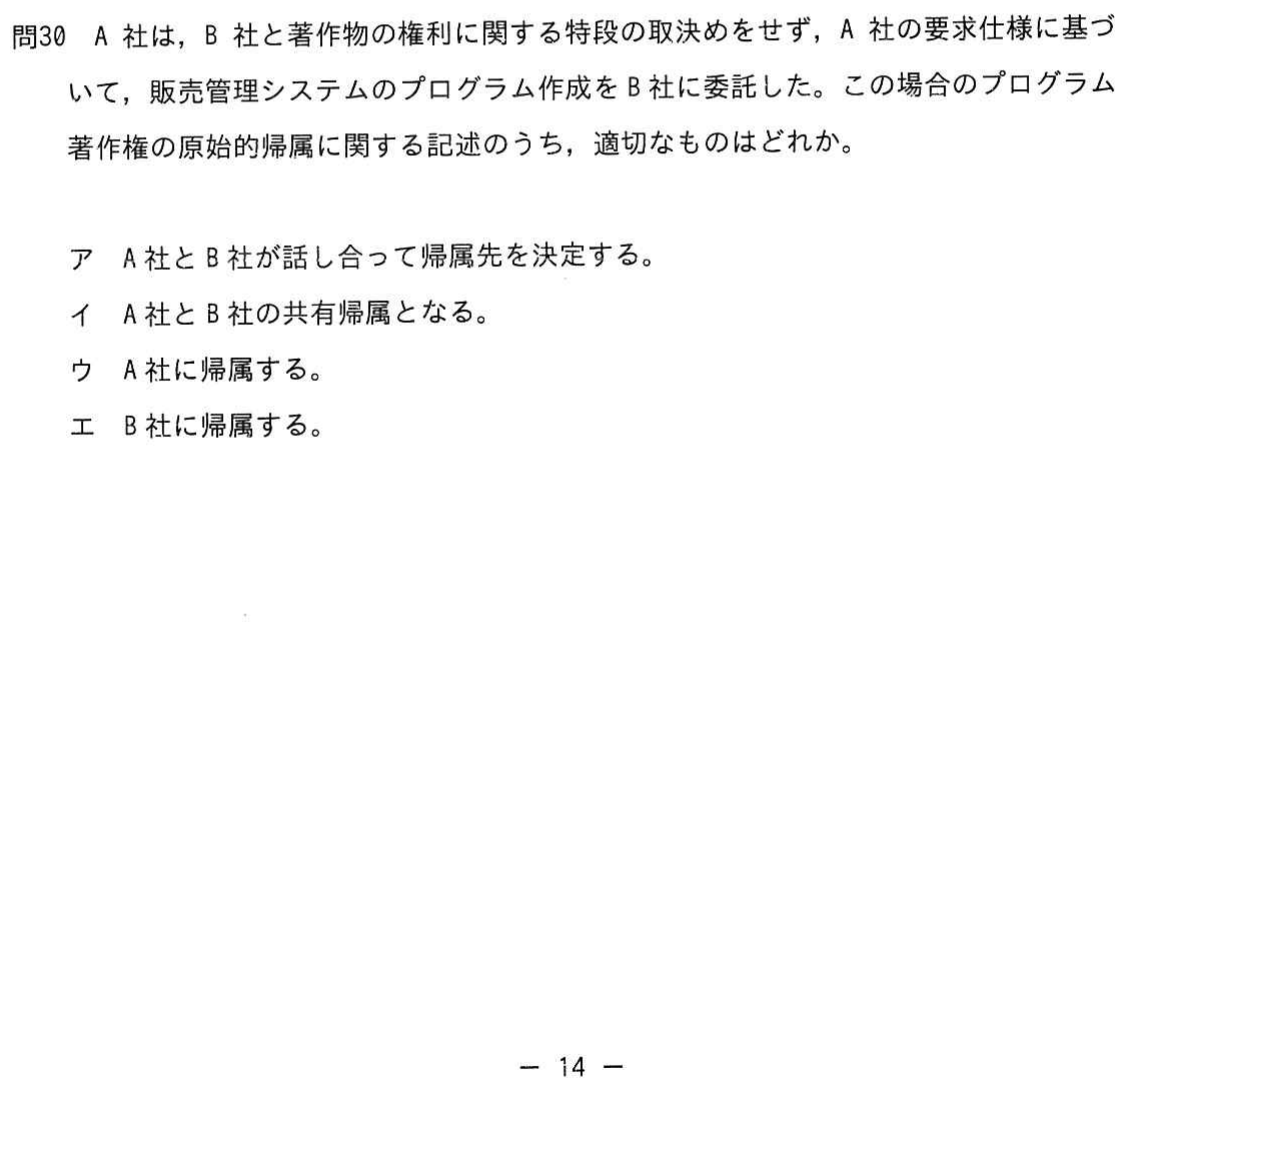 問30 A 社は，B 社と著作物の権利に関する特段の取決めをせず，A 社の要求仕様に基づ
いて，販売管理システムのプログラム作成を B 社に委託した。この場合のプログラム
著作権の原始的帰属に関する記述のうち，適切なものはどれか。
ア A 社と B 社が話し合って帰属先を決定する。
イ A 社と B 社の共有帰属となる。
ウ A 社に帰属する。
エ B 社に帰属する。
― 14 ―